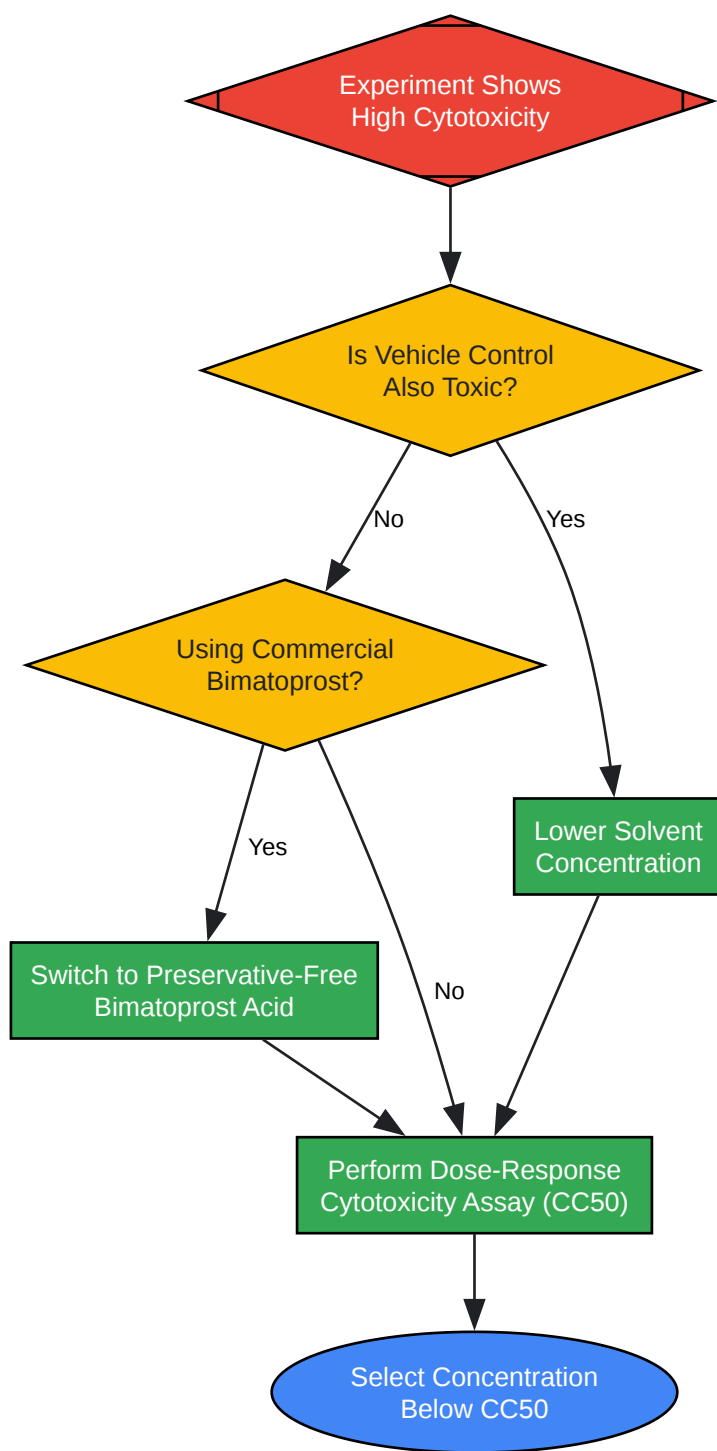 Experiment Shows
High Cytotoxicity
Is Vehicle Control
Also Toxic?
No
Yes
Using Commercial
Bimatoprost?
Lower Solvent
Concentration
Yes
Switch to Preservative-Free
Bimatoprost Acid
No
Perform Dose-Response
Cytotoxicity Assay (CC50)
Select Concentration
Below CC50